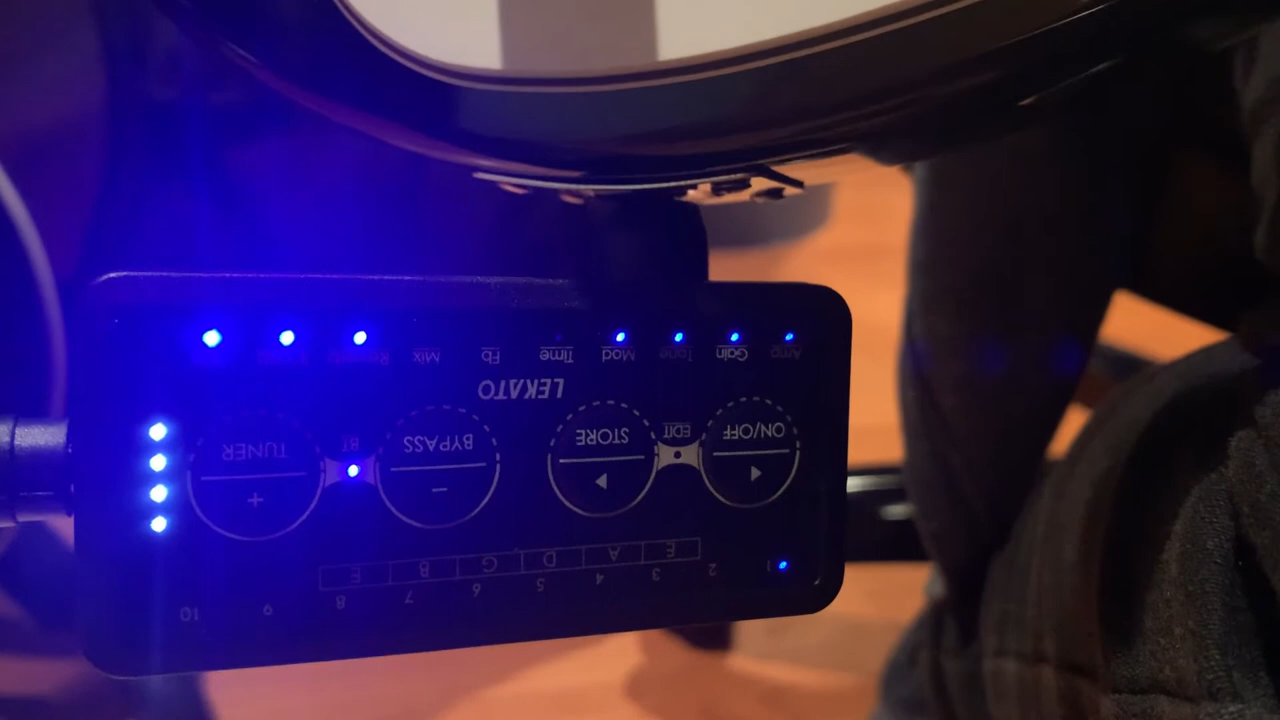 1 2 3 4 5 6 7 8 9 10
E A D G B E
− +
ON/OFF EDIT STORE BYPASS BT TUNER
LEKATO
Amp Gain Tone Mod Time Fb Mix Reverb